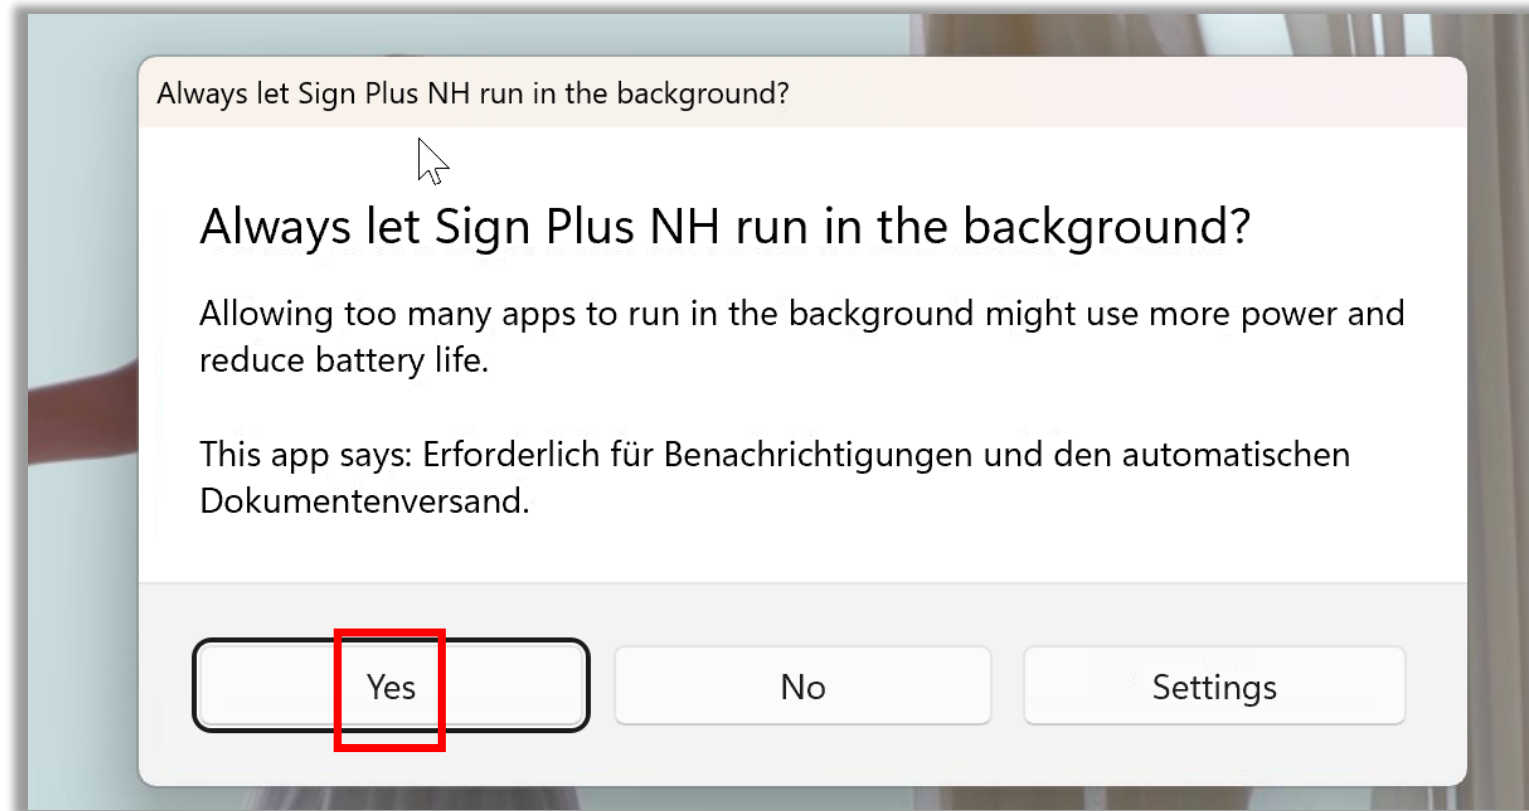 Always let Sign Plus NH run in the background?
Always let Sign Plus NH run in the background?
Allowing too many apps to run in the background might use more power and
reduce battery life.
This app says: Erforderlich für Benachrichtigungen und den automatischen
Dokumentenversand.
Yes
No
Settings